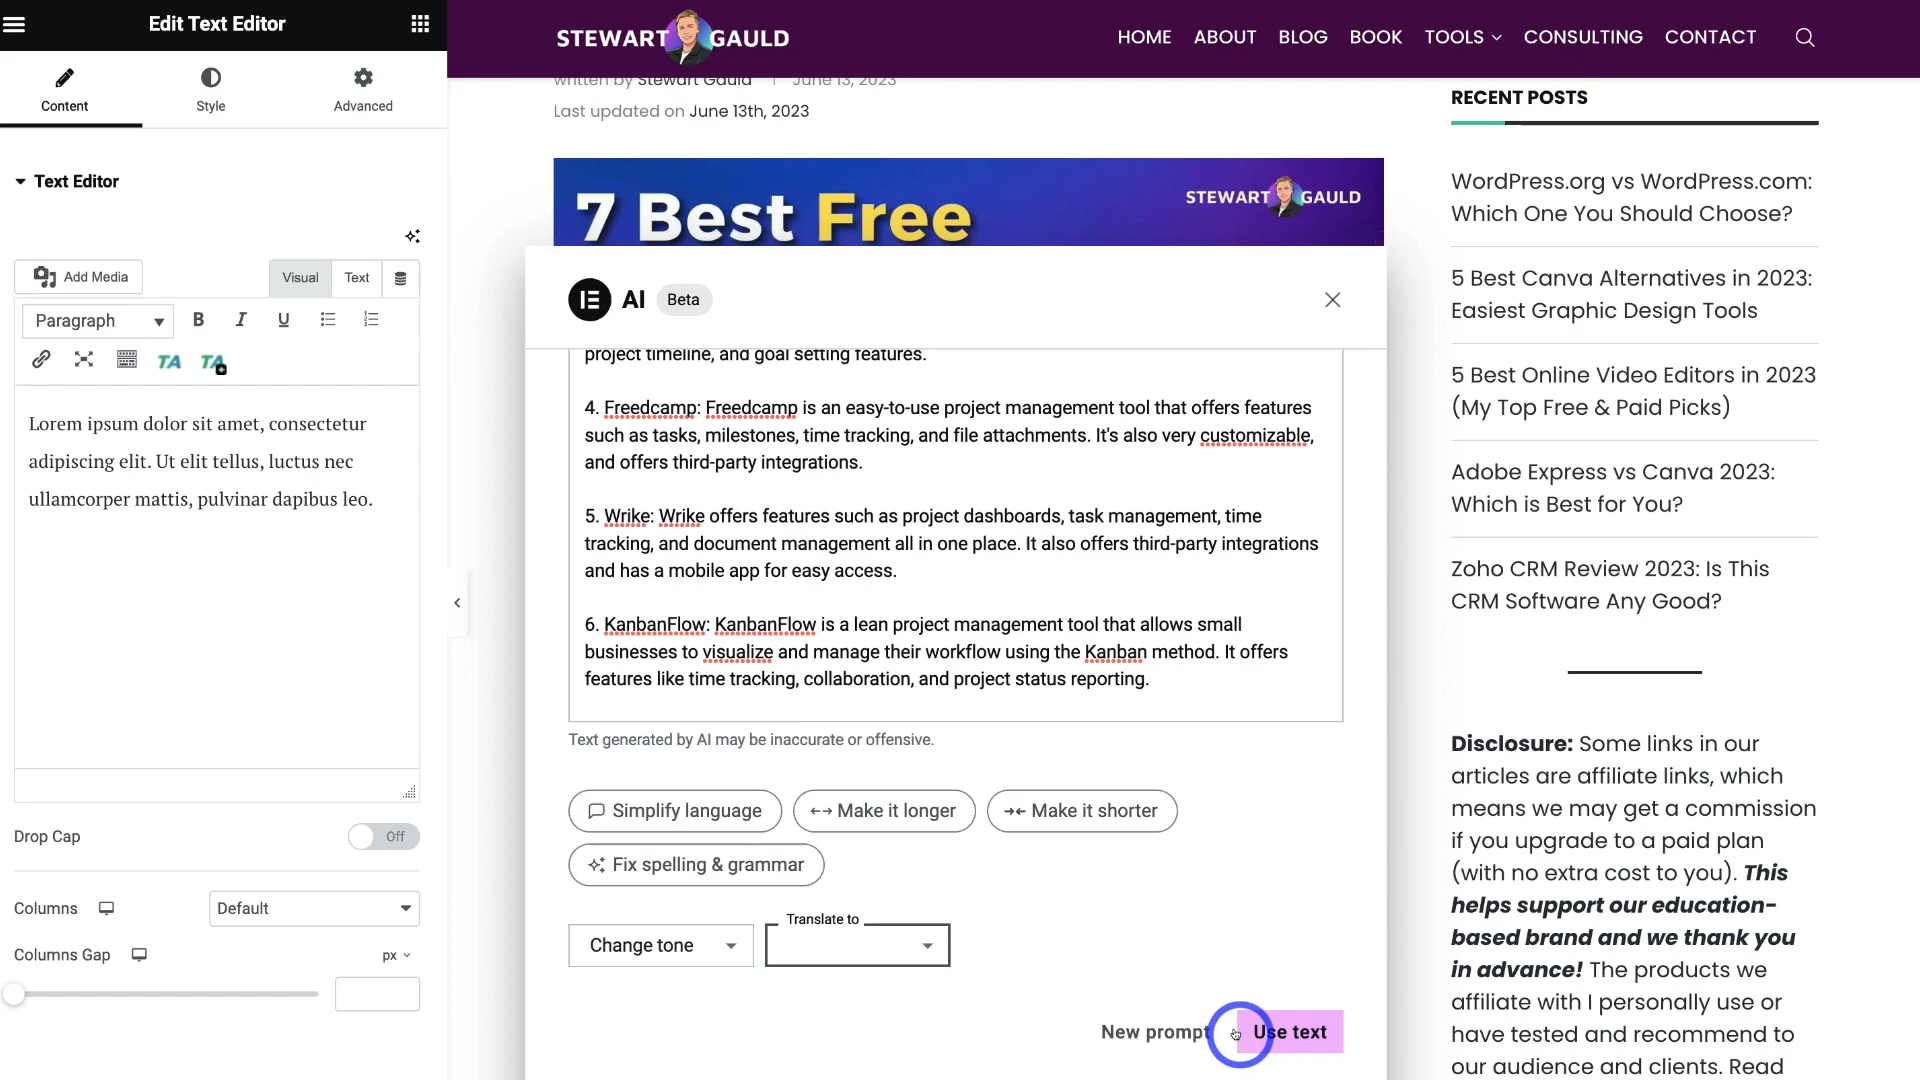 Edit Text Editor
Content
Style
Advanced
Text Editor
Add Media
Visual
Text
Paragraph
B
I
U
TA
TA
Lorem ipsum dolor sit amet, consectetur
adipiscing elit. Ut elit tellus, luctus nec
ullamcorper mattis, pulvinar dapibus leo.
Drop Cap
Off
Columns
Default
Columns Gap
px
STEWART GAULD
HOME
ABOUT
BLOG
BOOK
TOOLS
CONSULTING
CONTACT
written by Stewart Gauld
June 13, 2023
Last updated on June 13th, 2023
7 Best Free
STEWART GAULD
AI
Beta
project timeline, and goal setting features.
4. Freedcamp: Freedcamp is an easy-to-use project management tool that offers features
such as tasks, milestones, time tracking, and file attachments. It's also very customizable,
and offers third-party integrations.
5. Wrike: Wrike offers features such as project dashboards, task management, time
tracking, and document management all in one place. It also offers third-party integrations
and has a mobile app for easy access.
6. KanbanFlow: KanbanFlow is a lean project management tool that allows small
businesses to visualize and manage their workflow using the Kanban method. It offers
features like time tracking, collaboration, and project status reporting.
Text generated by AI may be inaccurate or offensive.
Simplify language
Make it longer
Make it shorter
Fix spelling & grammar
Change tone
Translate to
New prompt
Use text
RECENT POSTS
WordPress.org vs WordPress.com:
Which One You Should Choose?
5 Best Canva Alternatives in 2023:
Easiest Graphic Design Tools
5 Best Online Video Editors in 2023
(My Top Free & Paid Picks)
Adobe Express vs Canva 2023:
Which is Best for You?
Zoho CRM Review 2023: Is This
CRM Software Any Good?
Disclosure: Some links in our
articles are affiliate links, which
means we may get a commission
if you upgrade to a paid plan
(with no extra cost to you). This
helps support our education-
based brand and we thank you
in advance! The products we
affiliate with I personally use or
have tested and recommend to
our audience and clients. Read